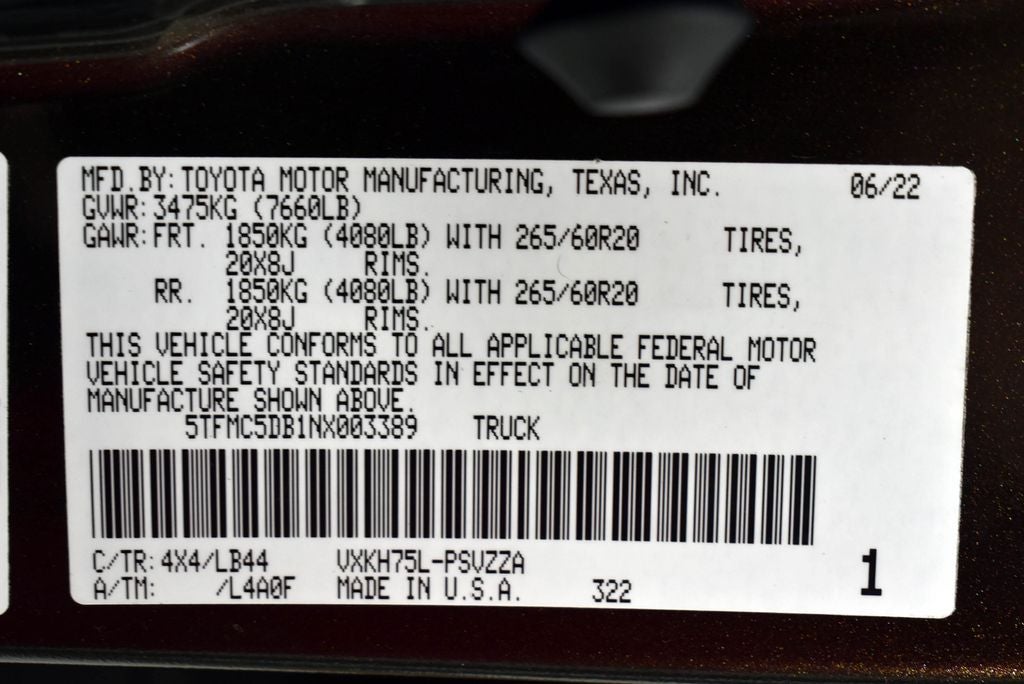 MFD.BY: TOYOTA MOTOR MANUFACTURING, TEXAS, INC. 06/22
GVWR: 3475KG (7660LB)
GAWR: FRT. 1850KG (4080LB) WITH 265/60R20 TIRES,
20X8J RIMS.
RR. 1850KG (4080LB) WITH 265/60R20 TIRES,
20X8J RIMS.
THIS VEHICLE CONFORMS TO ALL APPLICABLE FEDERAL MOTOR
VEHICLE SAFETY STANDARDS IN EFFECT ON THE DATE OF
MANUFACTURE SHOWN ABOVE.
5TFMC5DB1NX003389 TRUCK
C/TR: 4X4/LB44 VXKH75L-PSVZZA
A/TM: /L4A0F MADE IN U.S.A. 322 1